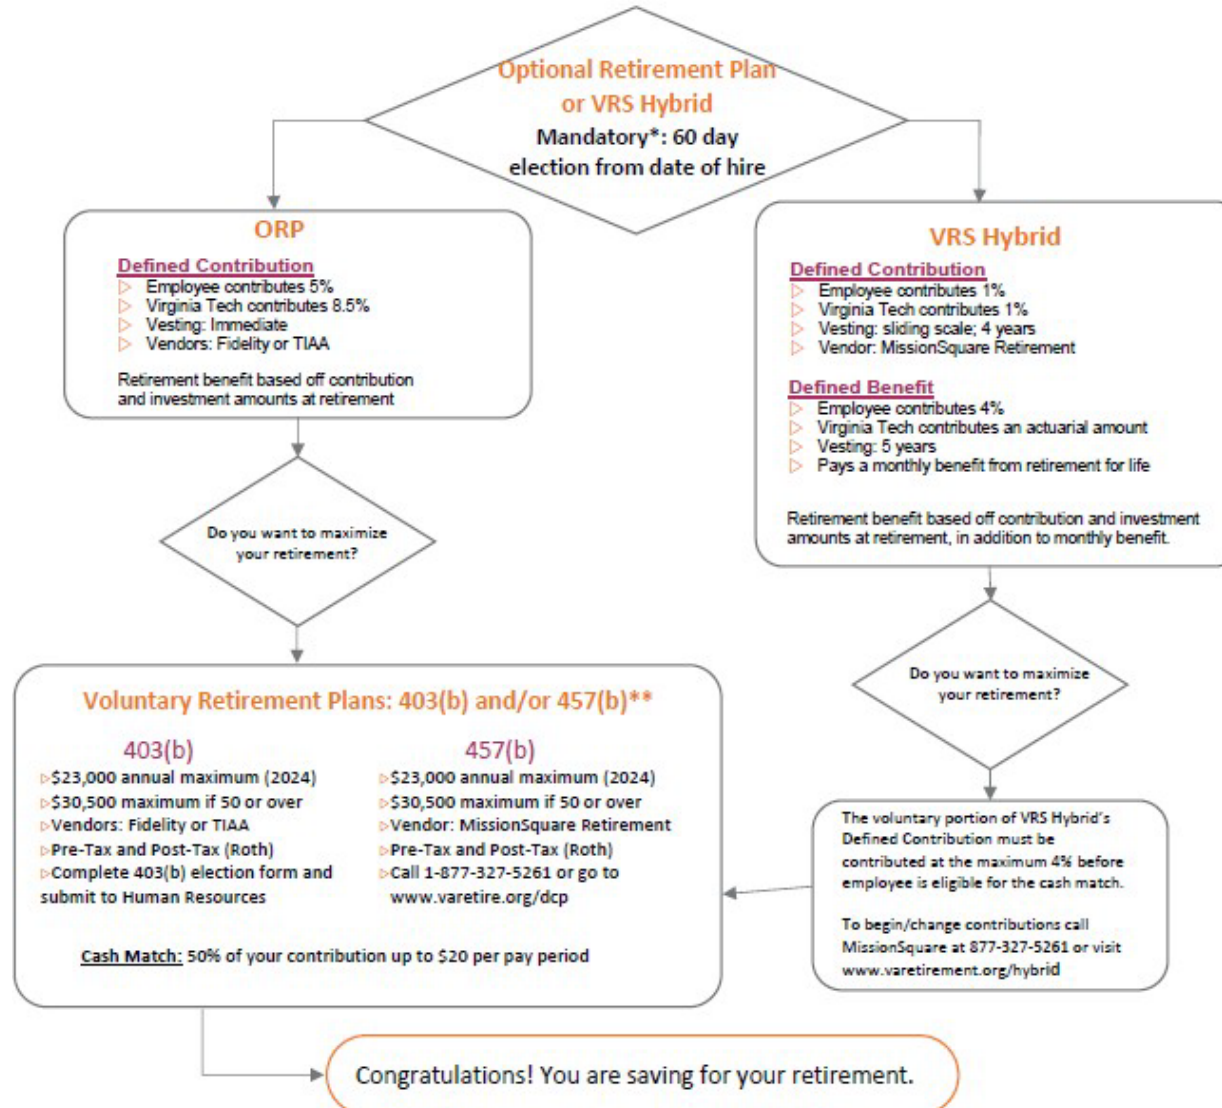 Optional Retirement Plan
or VRS Hybrid
Mandatory*: 60 day
election from date of hire
ORP
Defined Contribution
▷ Employee contributes 5%
▷ Virginia Tech contributes 8.5%
▷ Vesting: Immediate
▷ Vendors: Fidelity or TIAA
Retirement benefit based off contribution
and investment amounts at retirement
VRS Hybrid
Defined Contribution
▷ Employee contributes 1%
▷ Virginia Tech contributes 1%
▷ Vesting: sliding scale; 4 years
▷ Vendor: MissionSquare Retirement
Defined Benefit
▷ Employee contributes 4%
▷ Virginia Tech contributes an actuarial amount
▷ Vesting: 5 years
▷ Pays a monthly benefit from retirement for life
Retirement benefit based off contribution and investment
amounts at retirement, in addition to monthly benefit.
Do you want to maximize
your retirement?
Do you want to maximize
your retirement?
Voluntary Retirement Plans: 403(b) and/or 457(b)**
403(b)
▷$23,000 annual maximum (2024)
▷$30,500 maximum if 50 or over
▷Vendors: Fidelity or TIAA
▷Pre-Tax and Post-Tax (Roth)
▷Complete 403(b) election form and
submit to Human Resources
457(b)
▷$23,000 annual maximum (2024)
▷$30,500 maximum if 50 or over
▷Vendor: MissionSquare Retirement
▷Pre-Tax and Post-Tax (Roth)
▷Call 1-877-327-5261 or go to
www.varetire.org/dcp
Cash Match: 50% of your contribution up to $20 per pay period
The voluntary portion of VRS Hybrid's
Defined Contribution must be
contributed at the maximum 4% before
employee is eligible for the cash match.
To begin/change contributions call
MissionSquare at 877-327-5261 or visit
www.varetirement.org/hybrid
Congratulations! You are saving for your retirement.